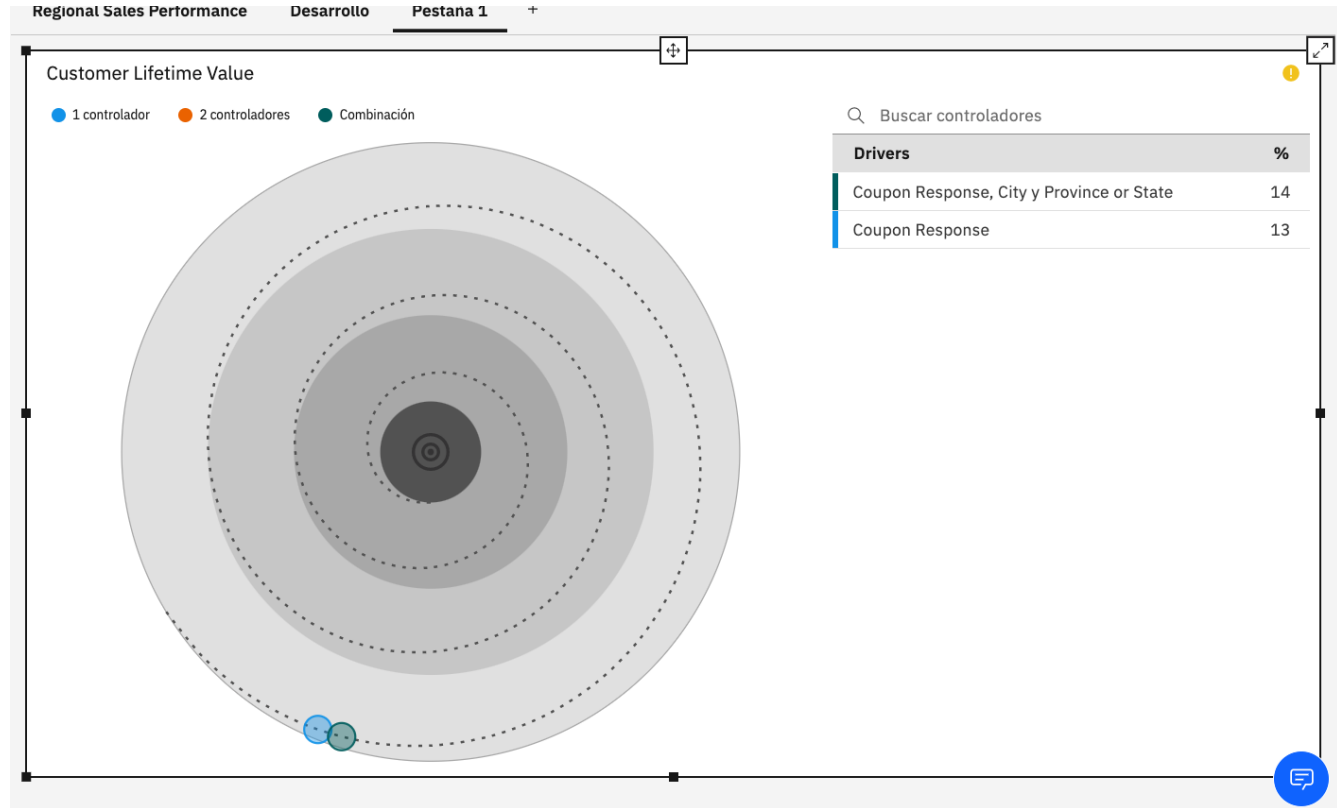 Regional Sales Performance Desarrollo Pestaña 1 +
Customer Lifetime Value
1 controlador 2 controladores Combinación
Buscar controladores
Drivers %
Coupon Response, City y Province or State 14
Coupon Response 13